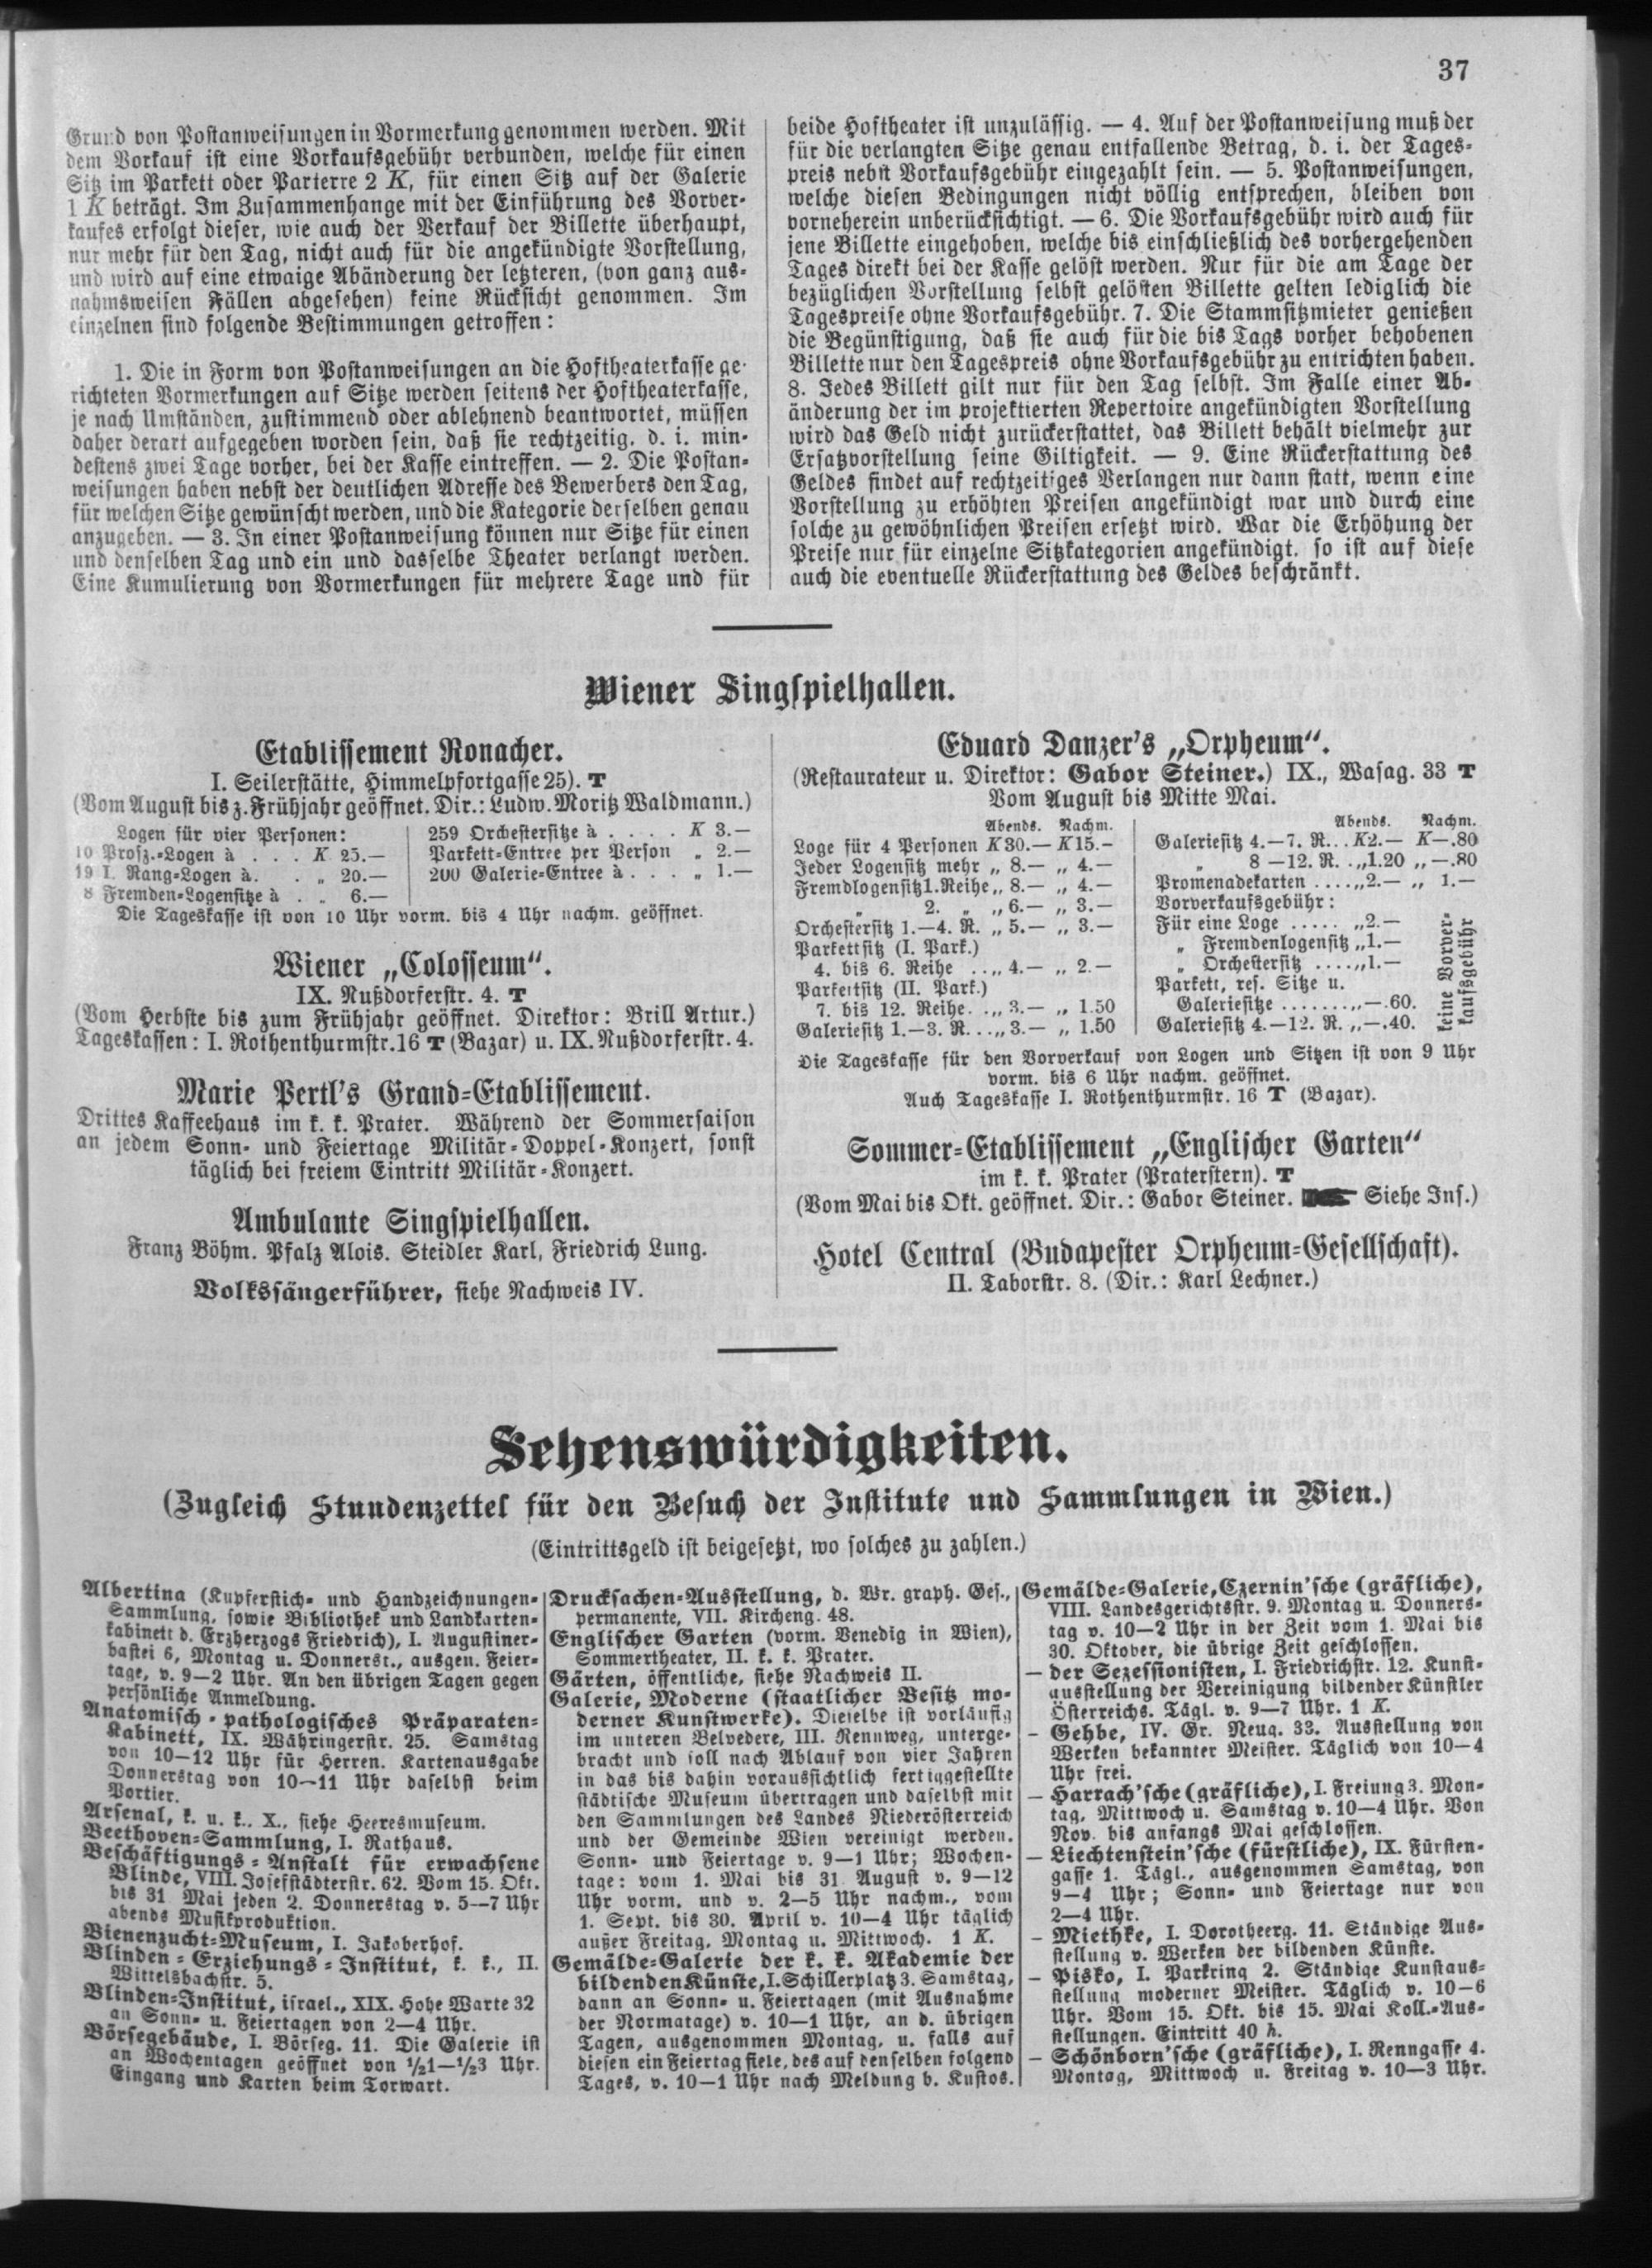 37
Grund von Postanweisungen in Vormerkung genommen werden. Mit
dem Vorkauf ist eine Vorkaufsgebühr verbunden, welche für einen
Sitz im Parkett oder Parterre 2 K, für einen Sitz auf der Galerie
1 K beträgt. Im Zusammenhange mit der Einführung des Vorver-
kaufes erfolgt dieser, wie auch der Verkauf der Billette überhaupt,
nur mehr für den Tag, nicht auch für die angekündigte Vorstellung,
und wird auf eine etwaige Abänderung der letzteren, (von ganz aus-
nahmsweisen Fällen abgesehen) keine Rücksicht genommen. Im
einzelnen sind folgende Bestimmungen getroffen:
1. Die in Form von Postanweisungen an die Hoftheaterkasse ge-
richteten Vormerkungen auf Sitze werden seitens der Hoftheaterkasse,
je nach Umständen, zustimmend oder ablehnend beantwortet, müssen
daher derart aufgegeben worden sein, daß sie rechtzeitig, d. i. min-
destens zwei Tage vorher, bei der Kasse eintreffen. — 2. Die Postan-
weisungen haben nebst der deutlichen Adresse des Bewerbers den Tag,
für welchen Sitze gewünscht werden, und die Kategorie derselben genau
anzugeben. — 3. In einer Postanweisung können nur Sitze für einen
und denselben Tag und ein und dasselbe Theater verlangt werden.
Eine Kumulierung von Vormerkungen für mehrere Tage und für
beide Hoftheater ist unzulässig. — 4. Auf der Postanweisung muß der
für die verlangten Sitze genau entfallende Betrag, d. i. der Tages-
preis nebst Vorkaufsgebühr eingezahlt sein. — 5. Postanweisungen,
welche diesen Bedingungen nicht völlig entsprechen, bleiben von
vorneherein unberücksichtigt. — 6. Die Vorkaufsgebühr wird auch für
jene Billette eingehoben, welche bis einschließlich des vorhergehenden
Tages direkt bei der Kasse gelöst werden. Nur für die am Tage der
bezüglichen Vorstellung selbst gelösten Billette gelten lediglich die
Tagespreise ohne Vorkaufsgebühr. 7. Die Stammsitzmieter genießen
die Begünstigung, daß sie auch für die bis Tags vorher behobenen
Billette nur den Tagespreis ohne Vorkaufsgebühr zu entrichten haben.
8. Jedes Billett gilt nur für den Tag selbst. Im Falle einer Ab-
änderung der im projektierten Repertoire angekündigten Vorstellung
wird das Geld nicht zurückerstattet, das Billett behält vielmehr zur
Ersatzvorstellung seine Giltigkeit. — 9. Eine Rückerstattung des
Geldes findet auf rechtzeitiges Verlangen nur dann statt, wenn eine
Vorstellung zu erhöhten Preisen angekündigt war und durch eine
solche zu gewöhnlichen Preisen ersetzt wird. War die Erhöhung der
Preise nur für einzelne Sitzkategorien angekündigt, so ist auf diese
auch die eventuelle Rückerstattung des Geldes beschränkt.
Wiener Singspielhallen.
Etablissement Ronacher.
I. Seilerstätte, Himmelpfortgasse 25). T
(Vom August bis z. Frühjahr geöffnet. Dir.: Ludw. Moritz Waldmann.)
Logen für vier Personen:
10 Prosz.-Logen à . . . K 25.—
19 I. Rang-Logen à. . . „ 20.—
8 Fremden-Logensitze à . „ 6.—
259 Orchestersitze à . . . . K 3.—
Parkett-Entree per Person „ 2.—
200 Galerie-Entree à . . . „ 1.—
Die Tageskasse ist von 10 Uhr vorm. bis 4 Uhr nachm. geöffnet.
Wiener „Colosseum“.
IX. Nußdorferstr. 4. T
(Vom Herbste bis zum Frühjahr geöffnet. Direktor: Brill Artur.)
Tageskassen: I. Rothenthurmstr. 16 T (Bazar) u. IX. Nußdorferstr. 4.
Marie Pertl's Grand-Etablissement.
Drittes Kaffeehaus im k. k. Prater. Während der Sommersaison
an jedem Sonn- und Feiertage Militär-Doppel-Konzert, sonst
täglich bei freiem Eintritt Militär-Konzert.
Ambulante Singspielhallen.
Franz Böhm. Pfalz Alois. Steidler Karl, Friedrich Lung.
Volkssängerführer, siehe Nachweis IV.
Eduard Danzer's „Orpheum“.
(Restaurateur u. Direktor: Gabor Steiner.) IX., Wasag. 33 T
Vom August bis Mitte Mai.
Abends. Nachm.
Loge für 4 Personen K 30.— K 15.—
Jeder Logensitz mehr „ 8.— „ 4.—
Fremdlogensitz 1. Reihe „ 8.— „ 4.—
„ 2. „ „ 6.— „ 3.—
Orchestersitz 1.—4. R. „ 5.— „ 3.—
Parkettsitz (I. Park.)
4. bis 6. Reihe . . „ 4.— „ 2.—
Parkettsitz (II. Park.)
7. bis 12. Reihe. . „ 3.— „ 1.50
Galeriesitz 1.—3. R. . . „ 3.— „ 1.50
Abends. Nachm.
Galeriesitz 4.—7. R. . . K 2.— K —.80
„ 8—12. R. . „ 1.20 „ —.80
Promenadekarten . . . . „ 2.— „ 1.—
Vorverkaufsgebühr:
Für eine Loge . . . . . „ 2.—
„ Fremdenlogensitz „ 1.—
„ Orchestersitz . . . . „ 1.—
Parkett, res. Sitze u.
Galeriesitze . . . . . . . „ —.60.
Galeriesitz 4.—12. R. „ —.40.
keine Vorver-
kaufsgebühr
Die Tageskasse für den Vorverkauf von Logen und Sitzen ist von 9 Uhr
vorm. bis 6 Uhr nachm. geöffnet.
Auch Tageskasse I. Rothenthurmstr. 16 T (Bazar).
Sommer-Etablissement „Englischer Garten“
im k. k. Prater (Praterstern). T
(Vom Mai bis Okt. geöffnet. Dir.: Gabor Steiner. Siehe Ins.)
Hotel Central (Budapester Orpheum-Gesellschaft).
II. Taborstr. 8. (Dir.: Karl Lechner.)
Sehenswürdigkeiten.
(Zugleich Stundenzettel für den Besuch der Institute und Sammlungen in Wien.)
(Eintrittsgeld ist beigesetzt, wo solches zu zahlen.)
Albertina (Kupferstich- und Handzeichnungen-
Sammlung, sowie Bibliothek und Landkarten-
kabinett d. Erzherzogs Friedrich), I. Augustiner-
bastei 6, Montag u. Donnerst., ausgen. Feier-
tage, v. 9—2 Uhr. An den übrigen Tagen gegen
persönliche Anmeldung.
Anatomisch-pathologisches Präparaten-
Kabinett, IX. Währingerstr. 25. Samstag
von 10—12 Uhr für Herren. Kartenausgabe
Donnerstag von 10—11 Uhr daselbst beim
Portier.
Arsenal, k. u. k., X., siehe Heeresmuseum.
Beethoven-Sammlung, I. Rathaus.
Beschäftigungs-Anstalt für erwachsene
Blinde, VIII. Josefstädterstr. 62. Vom 15. Okt.
bis 31 Mai jeden 2. Donnerstag v. 5—7 Uhr
abends Musikproduktion.
Bienenzucht-Museum, I. Jakoberhof.
Blinden-Erziehungs-Institut, k. k., II.
Wittelsbachstr. 5.
Blinden-Institut, israel., XIX. Hohe Warte 32
an Sonn- u. Feiertagen von 2—4 Uhr.
Börsegebäude, I. Börseg. 11. Die Galerie ist
an Wochentagen geöffnet von ½1—½3 Uhr.
Eingang und Karten beim Torwart.
Drucksachen-Ausstellung, d. Wr. graph. Ges.,
permanente, VII. Kircheng. 48.
Englischer Garten (vorm. Venedig in Wien),
Sommertheater, II. k. k. Prater.
Gärten, öffentliche, siehe Nachweis II.
Galerie, Moderne (staatlicher Besitz mo-
derner Kunstwerke). Dieselbe ist vorläufig
im unteren Belvedere, III. Rennweg, unterge-
bracht und soll nach Ablauf von vier Jahren
in das bis dahin voraussichtlich fertiggestellte
städtische Museum übertragen und daselbst mit
den Sammlungen des Landes Niederösterreich
und der Gemeinde Wien vereinigt werden.
Sonn- und Feiertage v. 9—1 Uhr; Wochen-
tage: vom 1. Mai bis 31 August v. 9—12
Uhr vorm. und v. 2—5 Uhr nachm., vom
1. Sept. bis 30. April v. 10—4 Uhr täglich
außer Freitag, Montag u. Mittwoch. 1 K.
Gemälde-Galerie der k. k. Akademie der
bildenden Künste, I. Schillerplatz 3. Samstag,
dann an Sonn- u. Feiertagen (mit Ausnahme
der Normatage) v. 10—1 Uhr, an d. übrigen
Tagen, ausgenommen Montag, u. falls auf
diesen ein Feiertag fiele, des auf denselben folgend
Tages, v. 10—1 Uhr nach Meldung b. Kustos.
Gemälde-Galerie, Czernin'sche (gräfliche),
VIII. Landesgerichtsstr. 9. Montag u. Donners-
tag v. 10—2 Uhr in der Zeit vom 1. Mai bis
30. Oktober, die übrige Zeit geschlossen.
— der Sezessionisten, I. Friedrichstr. 12. Kunst-
ausstellung der Vereinigung bildender Künstler
Österreichs. Tägl. v. 9—7 Uhr. 1 K.
— Gehbe, IV. Gr. Neug. 33. Ausstellung von
Werken bekannter Meister. Täglich von 10—4
Uhr frei.
— Harrach'sche (gräfliche), I. Freiung 3. Mon-
tag, Mittwoch u. Samstag v. 10—4 Uhr. Von
Nov. bis anfangs Mai geschlossen.
— Liechtenstein'sche (fürstliche), IX. Fürsten-
gasse 1. Tägl., ausgenommen Samstag, von
9—4 Uhr; Sonn- und Feiertage nur von
2—4 Uhr.
— Miethke, I. Dorotheerg. 11. Ständige Aus-
stellung v. Werken der bildenden Künste.
— Pisko, I. Parkring 2. Ständige Kunstaus-
stellung moderner Meister. Täglich v. 10—6
Uhr. Vom 15. Okt. bis 15. Mai Koll.-Aus-
stellungen. Eintritt 40 h.
— Schönborn'sche (gräfliche), I. Renngasse 4.
Montag, Mittwoch u. Freitag v. 10—3 Uhr.